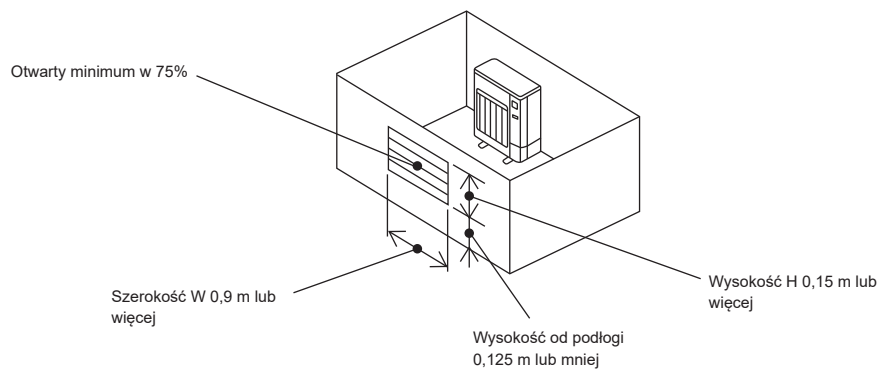 Otwarty minimum w 75%
Szerokość W 0,9 m lub
więcej
Wysokość od podłogi
0,125 m lub mniej
Wysokość H 0,15 m lub
więcej